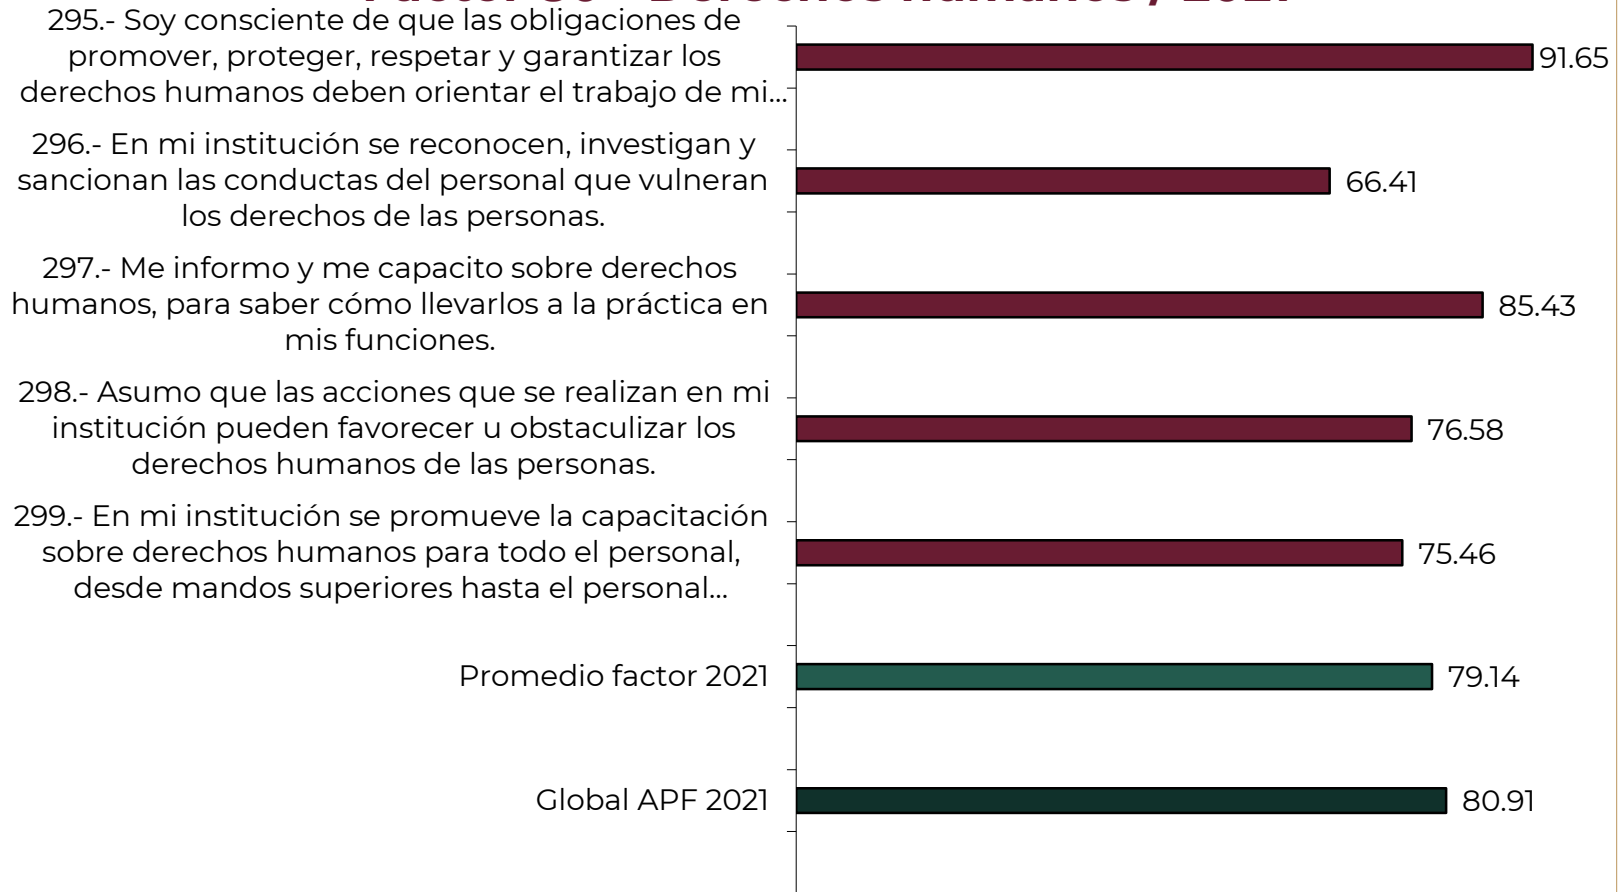 295.- Soy consciente de que las obligaciones de
promover, proteger, respetar y garantizar los
derechos humanos deben orientar el trabajo de mi...
91.65
296.- En mi institución se reconocen, investigan y
sancionan las conductas del personal que vulneran
los derechos de las personas.
66.41
297.- Me informo y me capacito sobre derechos
humanos, para saber cómo llevarlos a la práctica en
mis funciones.
85.43
298.- Asumo que las acciones que se realizan en mi
institución pueden favorecer u obstaculizar los
derechos humanos de las personas.
76.58
299.- En mi institución se promueve la capacitación
sobre derechos humanos para todo el personal,
desde mandos superiores hasta el personal...
75.46
Promedio factor 2021
79.14
Global APF 2021
80.91